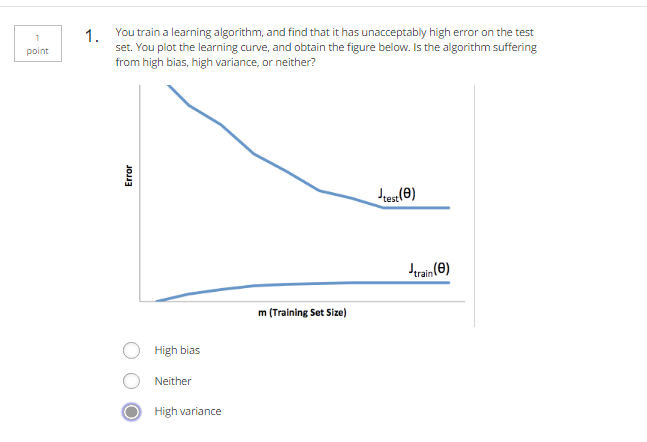 1
point
1. You train a learning algorithm, and find that it has unacceptably high error on the test
set. You plot the learning curve, and obtain the figure below. Is the algorithm suffering
from high bias, high variance, or neither?
Error
Jtest(θ)
Jtrain(θ)
m (Training Set Size)
High bias
Neither
High variance